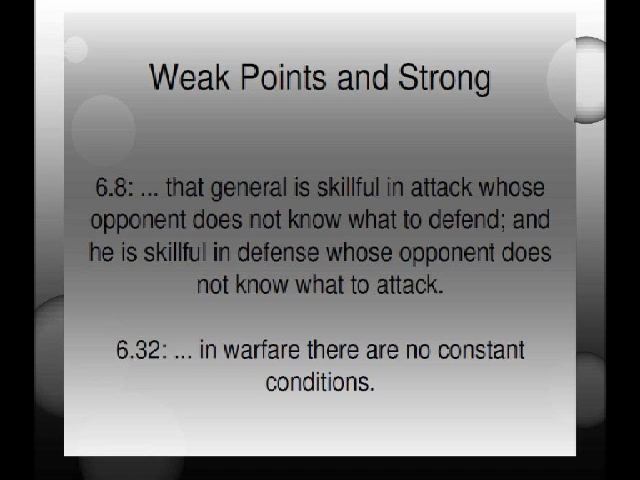 Weak Points and Strong
6.8: ... that general is skillful in attack whose
opponent does not know what to defend; and
he is skillful in defense whose opponent does
not know what to attack.
6.32: ... in warfare there are no constant
conditions.